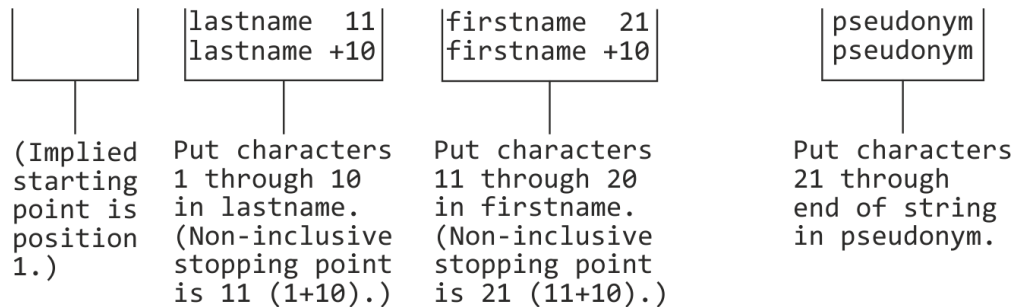 lastname  11 firstname  21 pseudonym
lastname +10 firstname +10 pseudonym
(Implied
starting
point is
position
1.)
Put characters
1 through 10
in lastname.
(Non-inclusive
stopping point
is 11 (1+10).)
Put characters
11 through 20
in firstname.
(Non-inclusive
stopping point
is 21 (11+10).)
Put characters
21 through
end of string
in pseudonym.